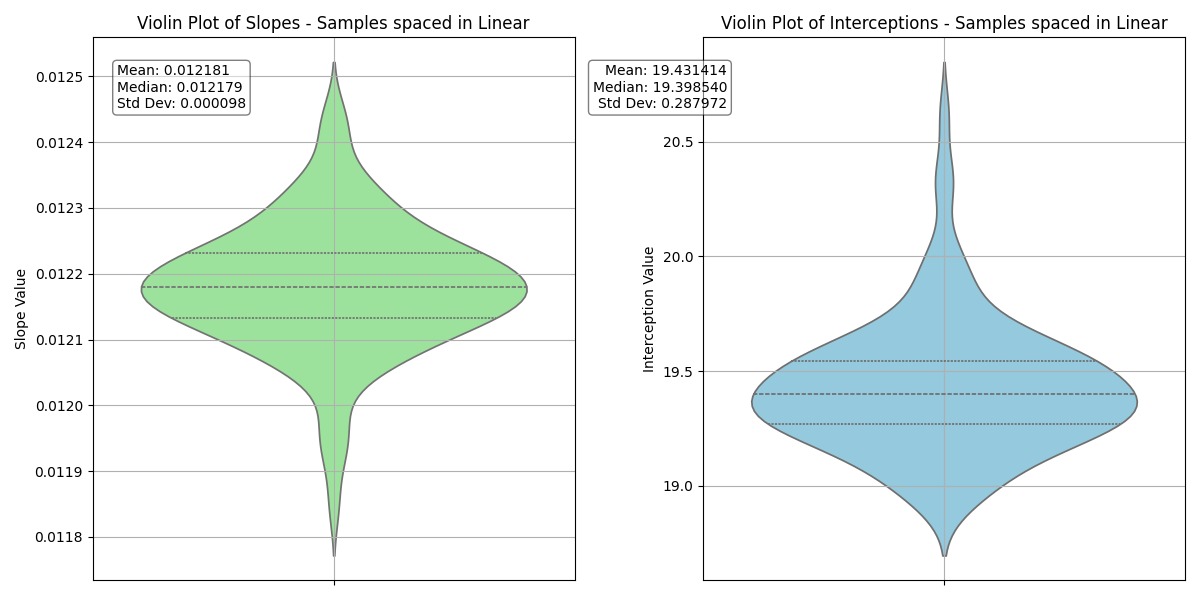 Violin Plot of Slopes - Samples spaced in Linear
Mean: 0.012181
Median: 0.012179
Std Dev: 0.000098
Slope Value
0.0125
0.0124
0.0123
0.0122
0.0121
0.0120
0.0119
0.0118
Violin Plot of Interceptions - Samples spaced in Linear
Mean: 19.431414
Median: 19.398540
Std Dev: 0.287972
Interception Value
20.5
20.0
19.5
19.0